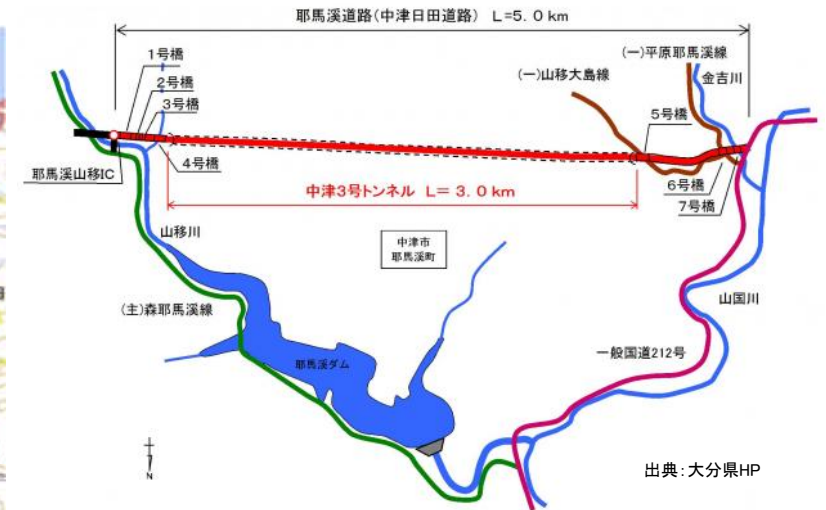 耶馬溪道路(中津日田道路) L=5.0km
1号橋
2号橋
3号橋
4号橋
耶馬溪山移IC
(一)山移大島線
(一)平原耶馬溪線
金吉川
5号橋
6号橋
7号橋
中津3号トンネル L= 3.0km
山移川
中津市
耶馬溪町
(主)森耶馬溪線
山国川
耶馬溪ダム
一般国道212号
N
出典:大分県HP